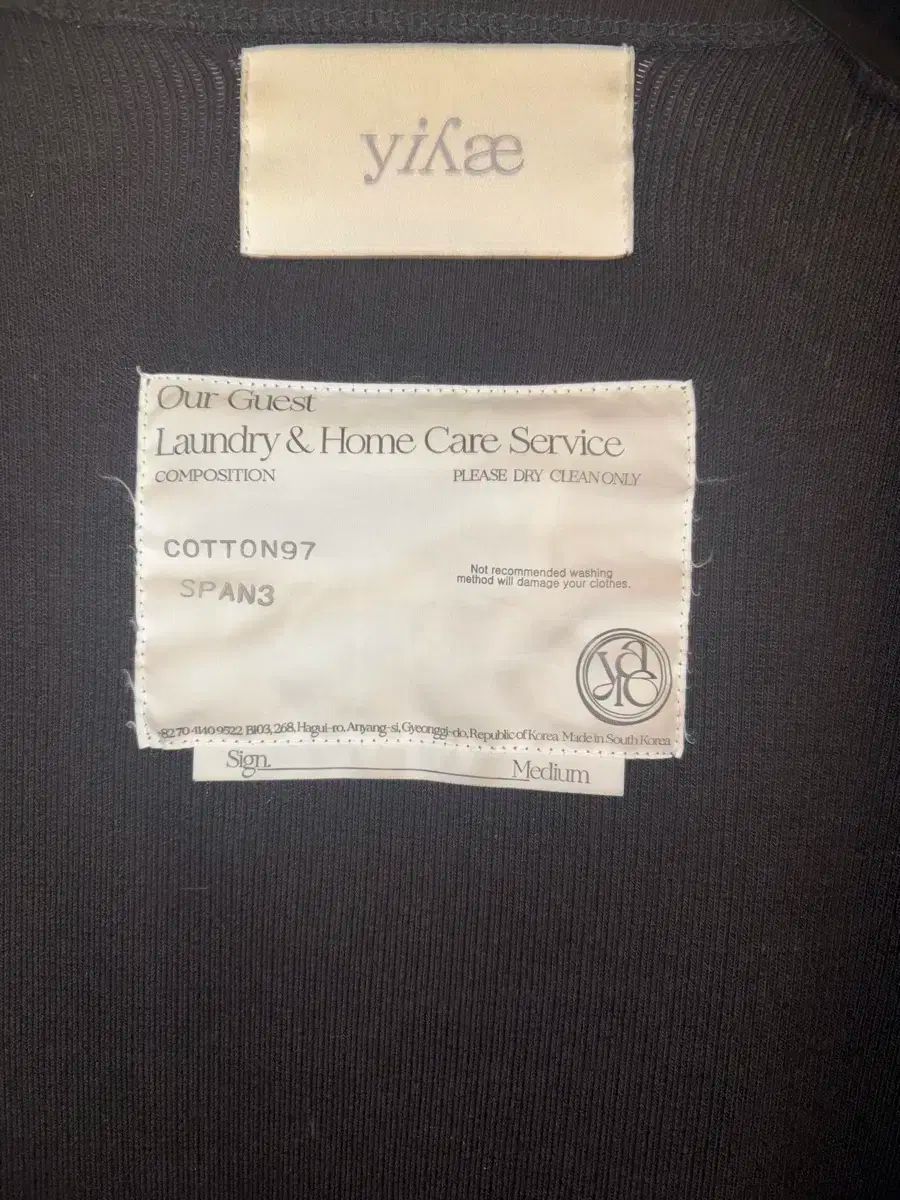 yiʎæ
Our Guest
Laundry & Home Care Service
COMPOSITION
PLEASE DRY CLEAN ONLY
COTTON97
SPAN3
Not recommended washing
method will damage your clothes.
+82 70 4140 9522 B103, 268, Hagui-ro, Anyang-si, Gyeonggi-do, Republic of Korea Made in South Korea
Sign.
Medium